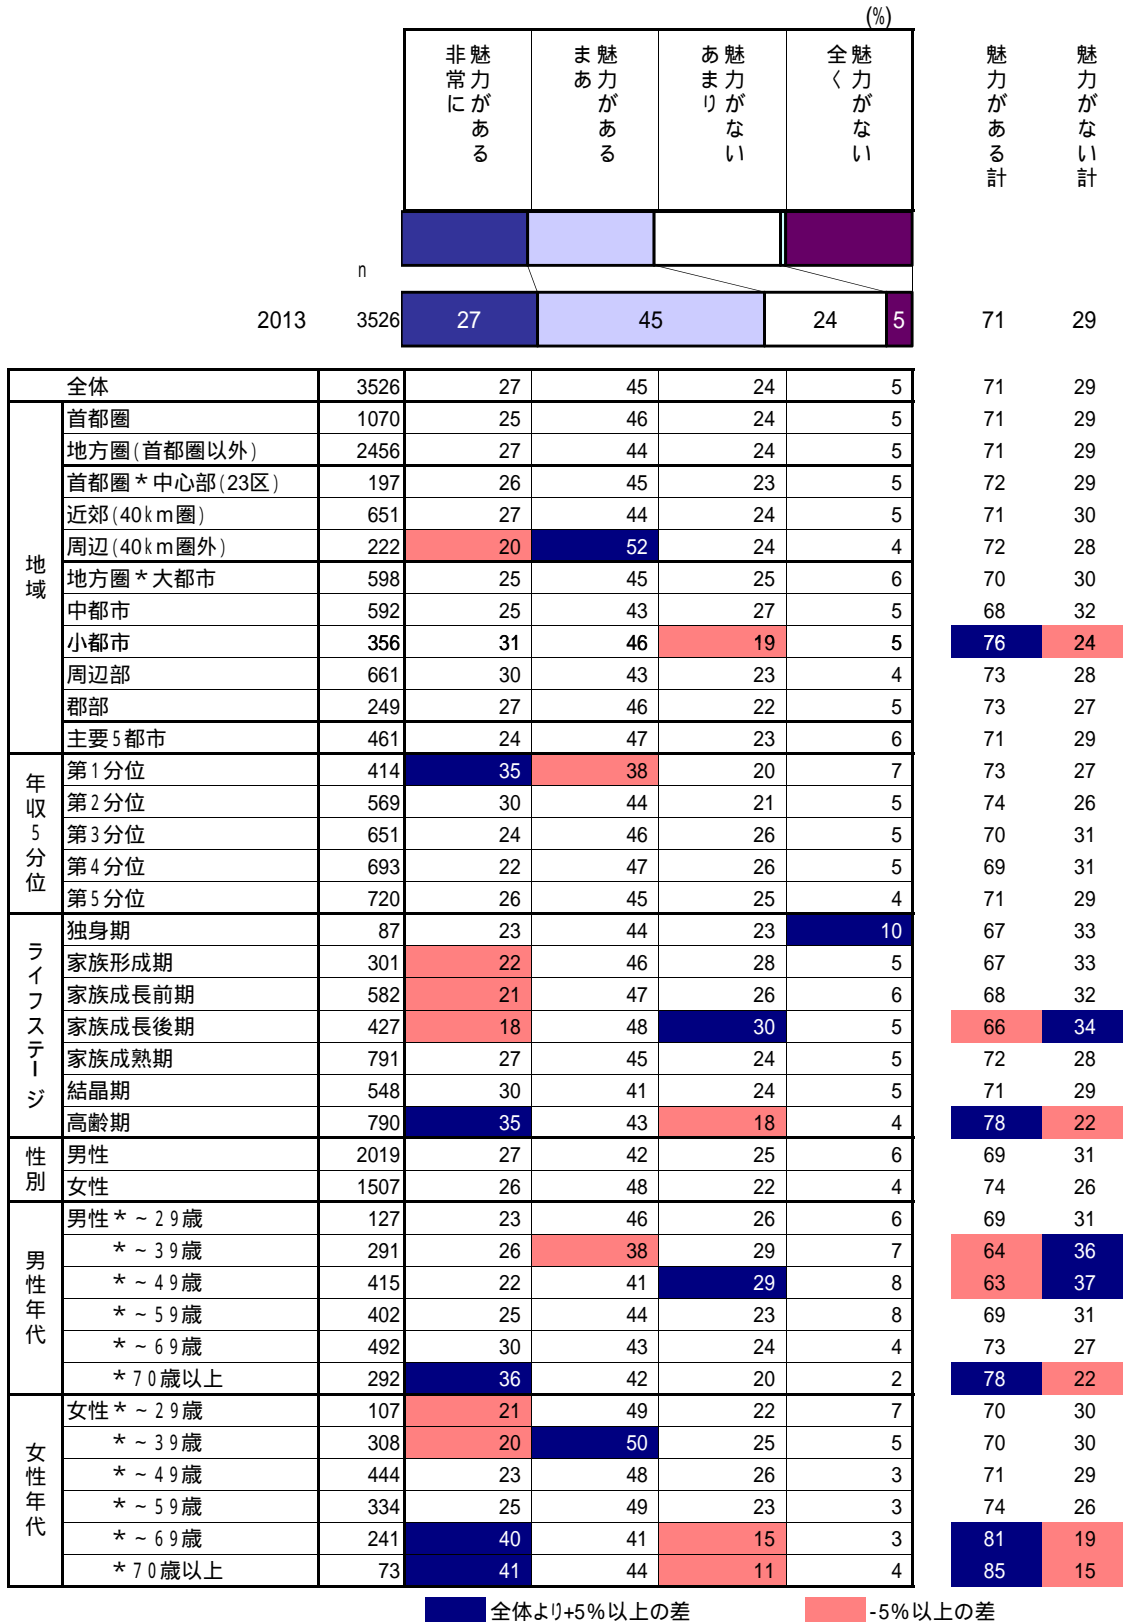 (%)
非常に魅力がある
まあ魅力がある
あまり魅力がない
全く魅力がない
魅力がある計
魅力がない計
n
2013 3526 27 45 24 5 71 29
全体 3526 27 45 24 5 71 29
地域
首都圏 1070 25 46 24 5 71 29
地方圏(首都圏以外) 2456 27 44 24 5 71 29
首都圏*中心部(23区) 197 26 45 23 5 72 29
近郊(40km圏) 651 27 44 24 5 71 30
周辺(40km圏外) 222 20 52 24 4 72 28
地方圏*大都市 598 25 45 25 6 70 30
中都市 592 25 43 27 5 68 32
小都市 356 31 46 19 5 76 24
周辺部 661 30 43 23 4 73 28
郡部 249 27 46 22 5 73 27
主要5都市 461 24 47 23 6 71 29
年収5分位
第1分位 414 35 38 20 7 73 27
第2分位 569 30 44 21 5 74 26
第3分位 651 24 46 26 5 70 31
第4分位 693 22 47 26 5 69 31
第5分位 720 26 45 25 4 71 29
ライフステージ
独身期 87 23 44 23 10 67 33
家族形成期 301 22 46 28 5 67 33
家族成長前期 582 21 47 26 6 68 32
家族成長後期 427 18 48 30 5 66 34
家族成熟期 791 27 45 24 5 72 28
結晶期 548 30 41 24 5 71 29
高齢期 790 35 43 18 4 78 22
性別
男性 2019 27 42 25 6 69 31
女性 1507 26 48 22 4 74 26
男性年代
男性*~29歳 127 23 46 26 6 69 31
*~39歳 291 26 38 29 7 64 36
*~49歳 415 22 41 29 8 63 37
*~59歳 402 25 44 23 8 69 31
*~69歳 492 30 43 24 4 73 27
*70歳以上 292 36 42 20 2 78 22
女性年代
女性*~29歳 107 21 49 22 7 70 30
*~39歳 308 20 50 25 5 70 30
*~49歳 444 23 48 26 3 71 29
*~59歳 334 25 49 23 3 74 26
*~69歳 241 40 41 15 3 81 19
*70歳以上 73 41 44 11 4 85 15
全体より+5%以上の差 -5%以上の差